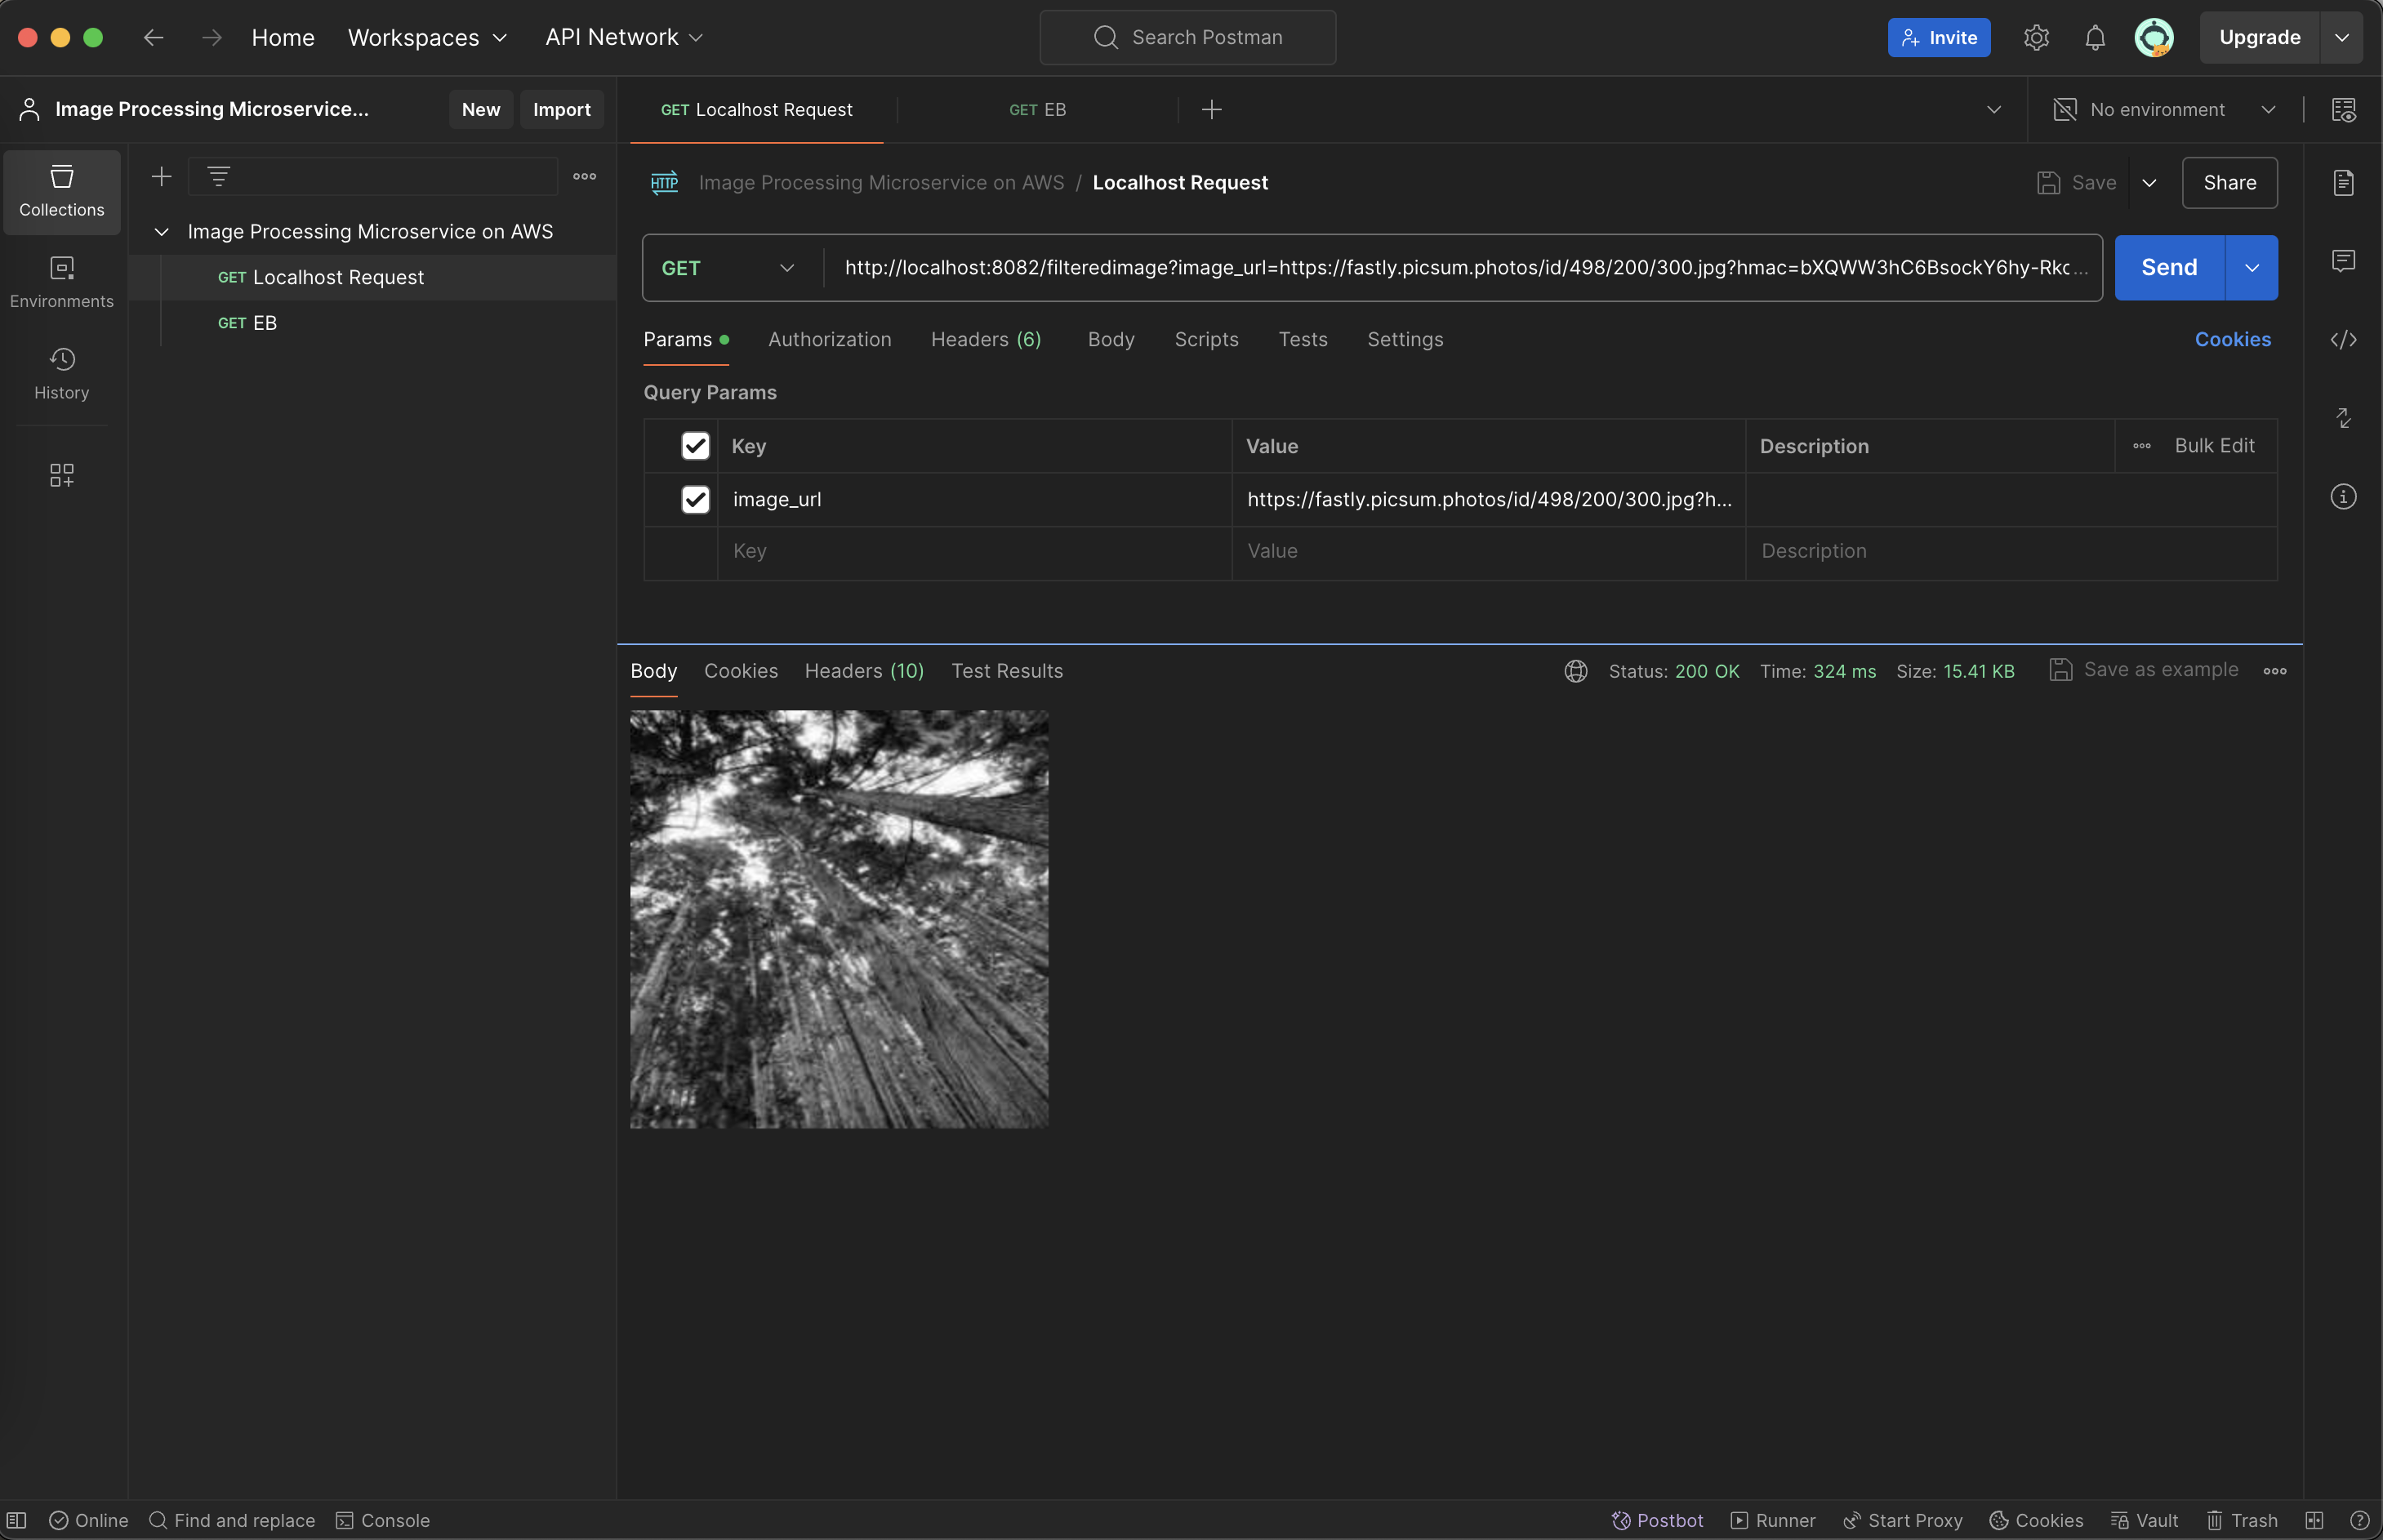 Home Workspaces API Network Search Postman Invite Upgrade
Image Processing Microservice... New Import GET Localhost Request GET EB No environment
Collections
Environments
History
Image Processing Microservice on AWS
GET Localhost Request
GET EB
HTTP Image Processing Microservice on AWS / Localhost Request Save Share
GET http://localhost:8082/filteredimage?image_url=https://fastly.picsum.photos/id/498/200/300.jpg?hmac=bXQWW3hC6BsockY6hy-Rkc... Send
Params Authorization Headers (6) Body Scripts Tests Settings Cookies
Query Params
Key Value Description Bulk Edit
image_url https://fastly.picsum.photos/id/498/200/300.jpg?h...
Key Value Description
Body Cookies Headers (10) Test Results Status: 200 OK Time: 324 ms Size: 15.41 KB Save as example
Online Find and replace Console Postbot Runner Start Proxy Cookies Vault Trash